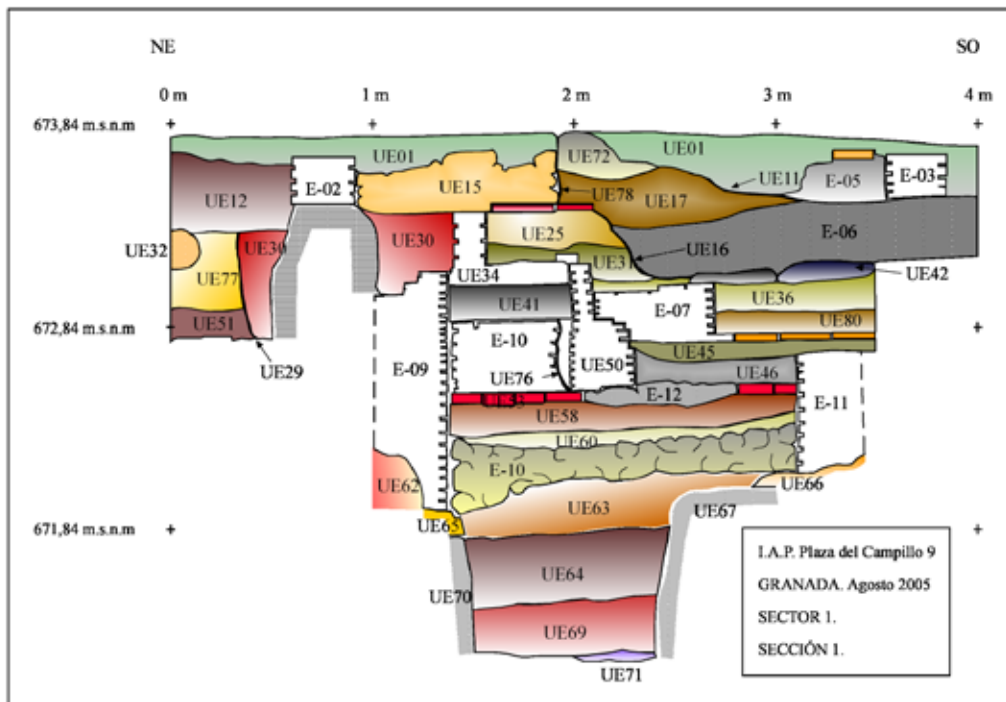 NE SO
0 m 1 m 2 m 3 m 4 m
673,84 m.s.n.m
UE01 UE72 UE01
UE12 E-02 UE15 UE78 UE17 UE11 E-05 E-03
UE32 UE30 UE30 UE25 UE16 E-06
UE77 UE34 UE31 UE42
UE51 UE41 E-07 UE36
672,84 m.s.n.m
E-10 UE80
UE29 E-09 UE76 UE50 UE45
UE46
E-12 E-11
UE58
UE60
E-10
UE62 UE66
UE65 UE63 UE67
671,84 m.s.n.m
UE70 UE64
UE69
UE71
I.A.P. Plaza del Campillo 9
GRANADA. Agosto 2005
SECTOR 1.
SECCIÓN 1.